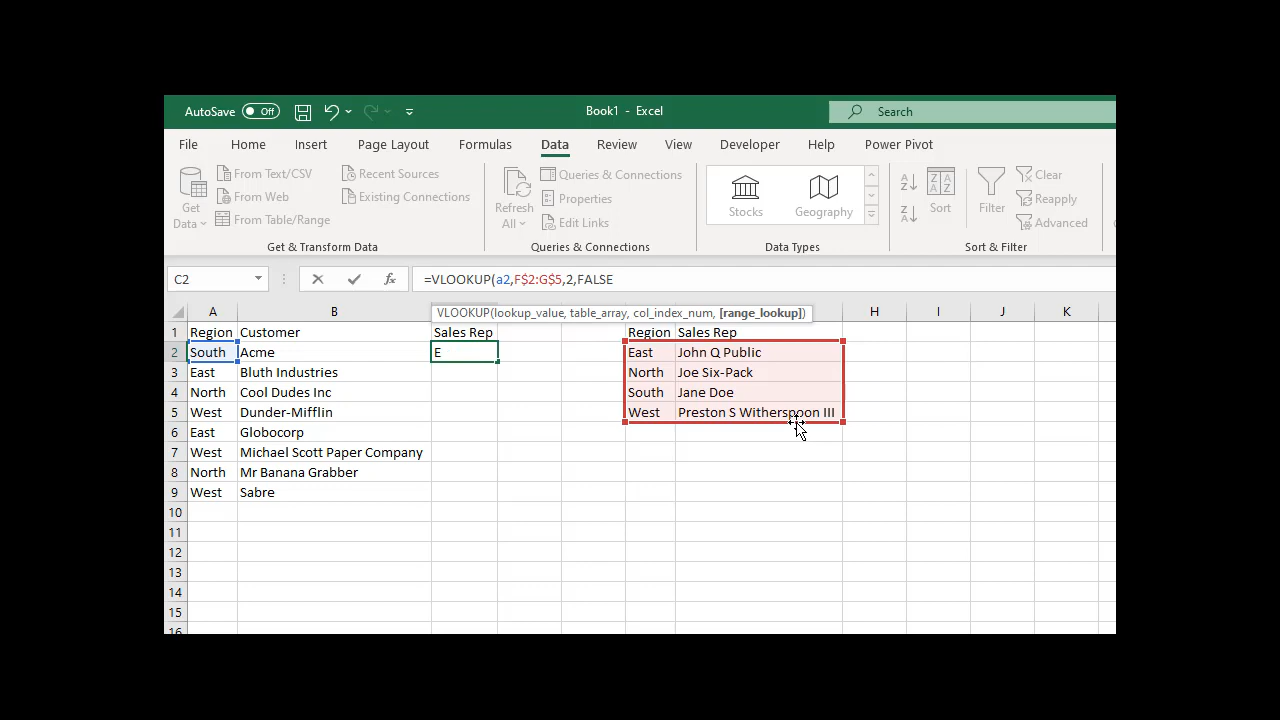 AutoSave Off Book1 - Excel Search
File Home Insert Page Layout Formulas Data Review View Developer Help Power Pivot
Get Data
From Text/CSV
From Web
From Table/Range
Recent Sources
Existing Connections
Get & Transform Data
Refresh All
Queries & Connections
Properties
Edit Links
Queries & Connections
Stocks Geography
Data Types
A Z Z A
Sort
Filter
Clear
Reapply
Advanced
Sort & Filter
C2 fx =VLOOKUP(a2,F$2:G$5,2,FALSE
A B H I J K
VLOOKUP(lookup_value, table_array, col_index_num, [range_lookup])
1 Region Customer Sales Rep Region Sales Rep
2 South Acme E East John Q Public
3 East Bluth Industries North Joe Six-Pack
4 North Cool Dudes Inc South Jane Doe
5 West Dunder-Mifflin West Preston S Witherspoon III
6 East Globocorp
7 West Michael Scott Paper Company
8 North Mr Banana Grabber
9 West Sabre
10
11
12
13
14
15
16